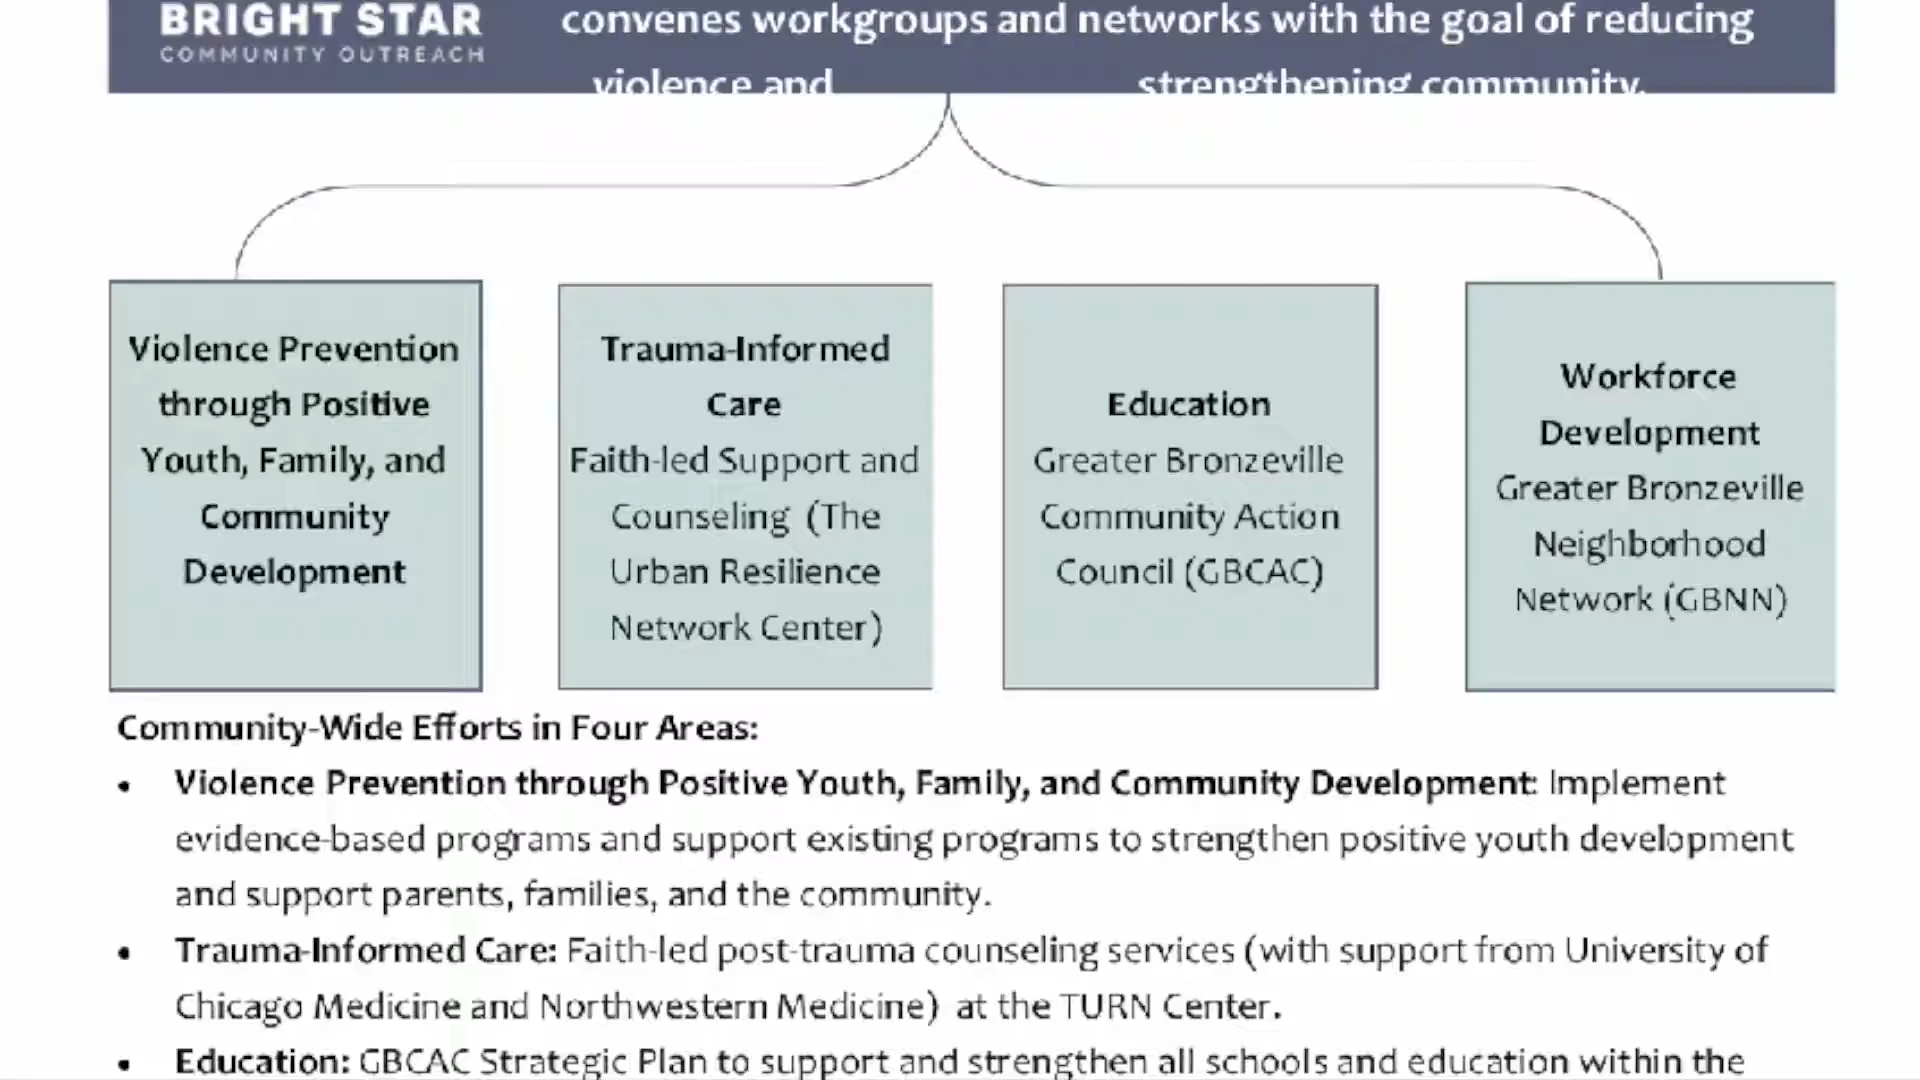 BRIGHT STAR
COMMUNITY OUTREACH
convenes workgroups and networks with the goal of reducing
violence and strengthening community.
Violence Prevention
through Positive
Youth, Family, and
Community
Development
Trauma-Informed
Care
Faith-led Support and
Counseling (The
Urban Resilience
Network Center)
Education
Greater Bronzeville
Community Action
Council (GBCAC)
Workforce
Development
Greater Bronzeville
Neighborhood
Network (GBNN)
Community-Wide Efforts in Four Areas:
• Violence Prevention through Positive Youth, Family, and Community Development: Implement
evidence-based programs and support existing programs to strengthen positive youth development
and support parents, families, and the community.
• Trauma-Informed Care: Faith-led post-trauma counseling services (with support from University of
Chicago Medicine and Northwestern Medicine) at the TURN Center.
• Education: GBCAC Strategic Plan to support and strengthen all schools and education within the